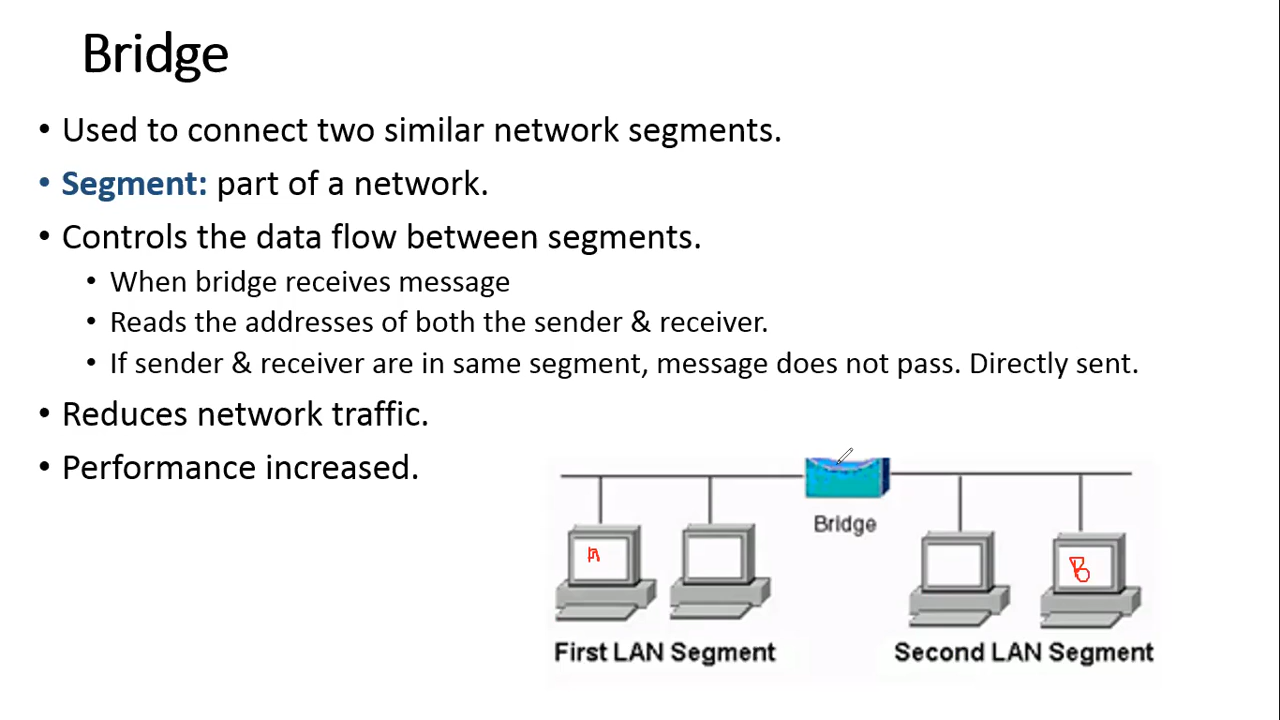 Bridge
• Used to connect two similar network segments.
• Segment: part of a network.
• Controls the data flow between segments.
• When bridge receives message
• Reads the addresses of both the sender & receiver.
• If sender & receiver are in same segment, message does not pass. Directly sent.
• Reduces network traffic.
• Performance increased.
Bridge
A
B
First LAN Segment
Second LAN Segment